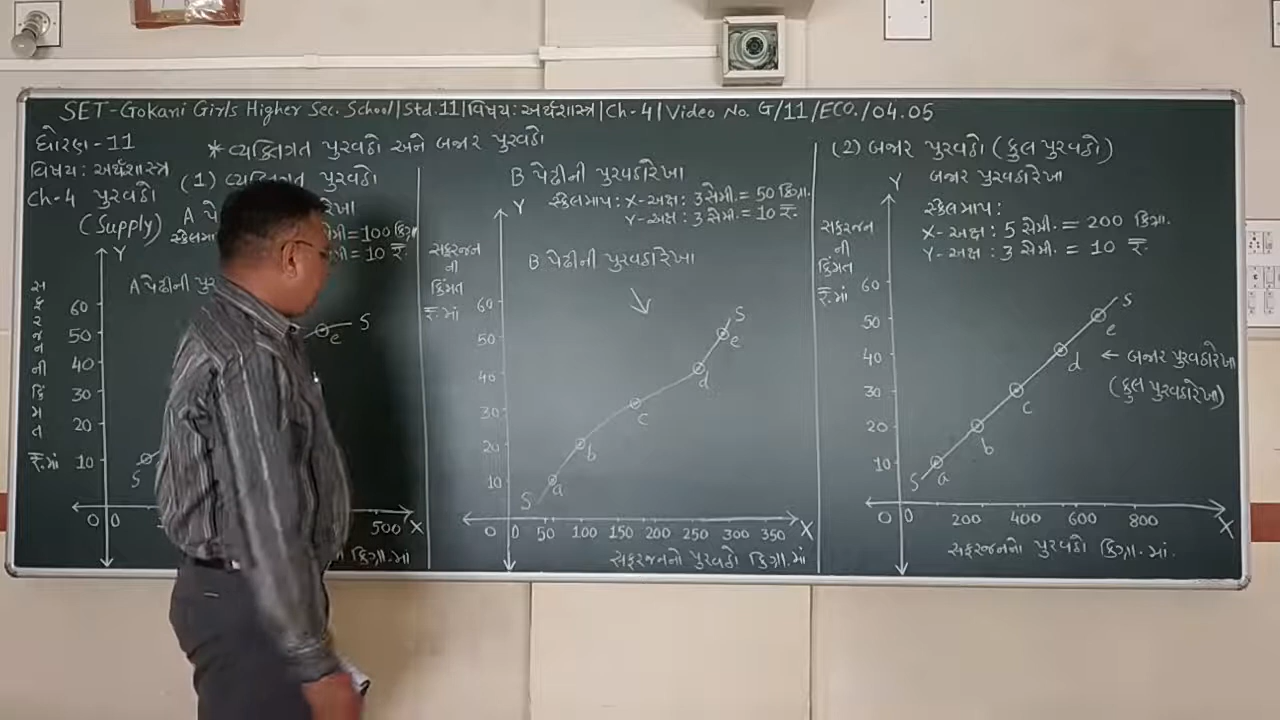 SET-Gokani Girls Higher Sec. School | Std.11 | વિષય: અર્થશાસ્ત્ર | Ch-4 | Video No. G/11/ECO./04.05
ધોરણ-11
વિષય: અર્થશાસ્ત્ર
Ch-4 પુરવઠો
(Supply)
* વ્યક્તિગત પુરવઠો અને બજાર પુરવઠો
(1) વ્યક્તિગત પુરવઠો
A પે
રેખા
સ્કેલમાપ
સેમી = 100 કિગ્રા
= 10 ₹.
A પેઢીની પુર
Y
સફરજનની કિંમત ₹.માં
60
50
40
30
20
10
0
0
500
X
S
S
e
કિગ્રા.માં
B પેઢીની પુરવઠારેખા
સ્કેલમાપ: X-અક્ષ: 3 સેમી. = 50 કિગ્રા.
Y-અક્ષ: 3 સેમી. = 10 ₹.
B પેઢીની પુરવઠારેખા
Y
સફરજન
ની
કિંમત
₹.માં
60
50
40
30
20
10
S
e
d
c
b
a
S
0 0 50 100 150 200 250 300 350 X
સફરજનનો પુરવઠો કિગ્રા.માં
(2) બજાર પુરવઠો (કુલ પુરવઠો)
બજાર પુરવઠારેખા
સ્કેલમાપ:
X-અક્ષ: 5 સેમી. = 200 કિગ્રા.
Y-અક્ષ: 3 સેમી. = 10 ₹.
Y
સફરજન
ની
કિંમત
₹.માં
60
50
40
30
20
10
S
e
d
c
b
a
S
← બજાર પુરવઠારેખા
(કુલ પુરવઠારેખા)
0 0 200 400 600 800 X
સફરજનનો પુરવઠો કિગ્રા.માં.